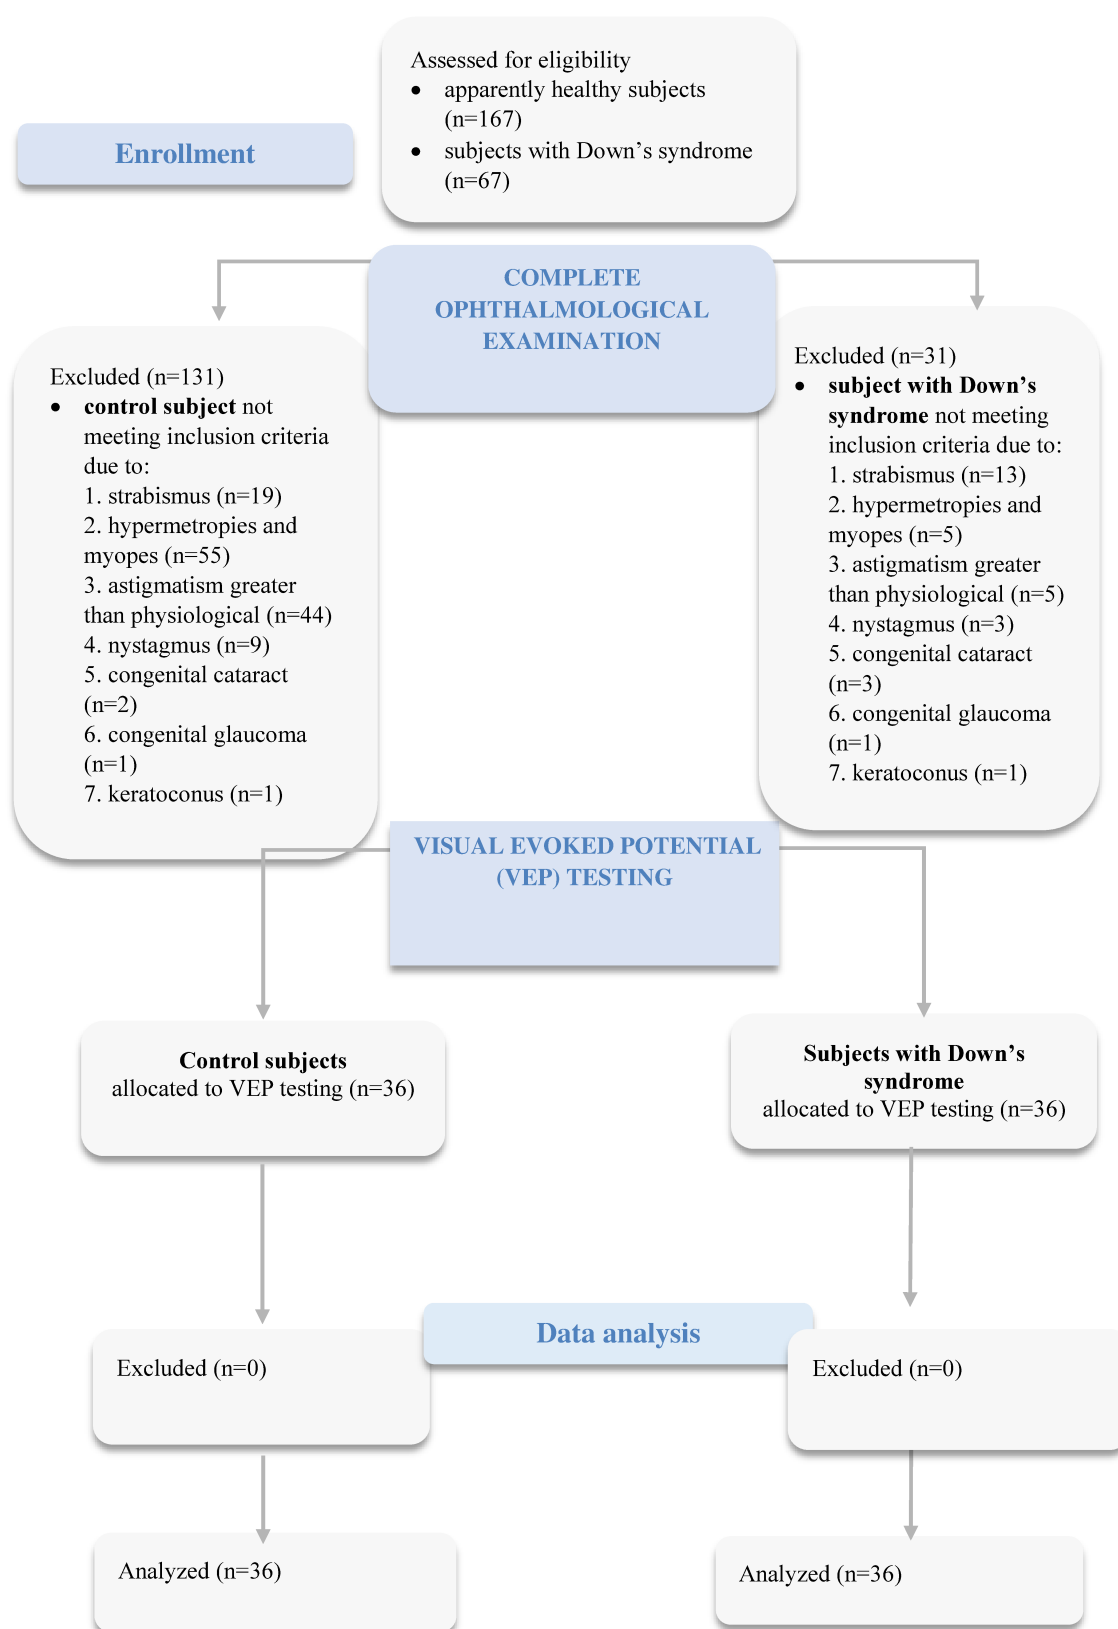 Assessed for eligibility
• apparently healthy subjects
(n=167)
• subjects with Down’s syndrome
(n=67)
Enrollment
COMPLETE
OPHTHALMOLOGICAL
EXAMINATION
Excluded (n=131)
• control subject not
meeting inclusion criteria
due to:
1. strabismus (n=19)
2. hypermetropies and
myopes (n=55)
3. astigmatism greater
than physiological (n=44)
4. nystagmus (n=9)
5. congenital cataract
(n=2)
6. congenital glaucoma
(n=1)
7. keratoconus (n=1)
Excluded (n=31)
• subject with Down’s
syndrome not meeting
inclusion criteria due to:
1. strabismus (n=13)
2. hypermetropies and
myopes (n=5)
3. astigmatism greater
than physiological (n=5)
4. nystagmus (n=3)
5. congenital cataract
(n=3)
6. congenital glaucoma
(n=1)
7. keratoconus (n=1)
VISUAL EVOKED POTENTIAL
(VEP) TESTING
Control subjects
allocated to VEP testing (n=36)
Subjects with Down’s
syndrome
allocated to VEP testing (n=36)
Data analysis
Excluded (n=0)
Excluded (n=0)
Analyzed (n=36)
Analyzed (n=36)